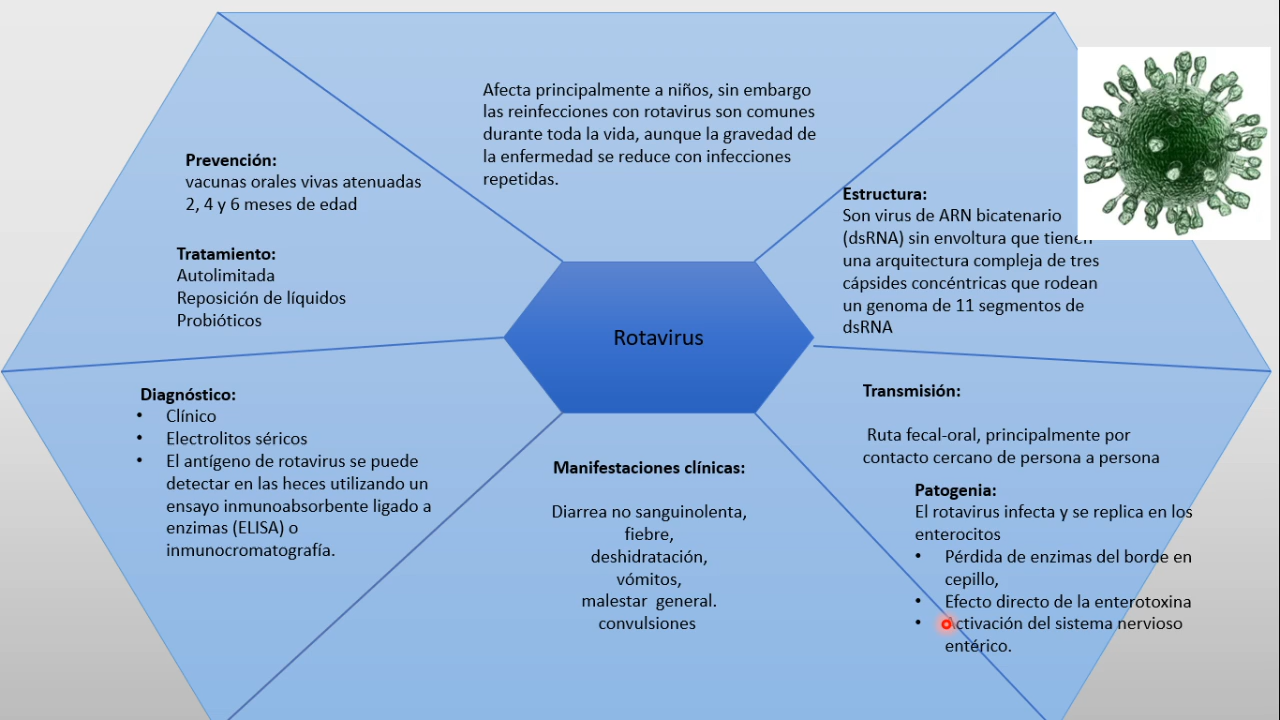 Afecta principalmente a niños, sin embargo
las reinfecciones con rotavirus son comunes
durante toda la vida, aunque la gravedad de
la enfermedad se reduce con infecciones
repetidas.
Prevención:
vacunas orales vivas atenuadas
2, 4 y 6 meses de edad
Tratamiento:
Autolimitada
Reposición de líquidos
Probióticos
Estructura:
Son virus de ARN bicatenario
(dsRNA) sin envoltura que tienen
una arquitectura compleja de tres
cápsides concéntricas que rodean
un genoma de 11 segmentos de
dsRNA
Rotavirus
Diagnóstico:
• Clínico
• Electrolitos séricos
• El antígeno de rotavirus se puede
detectar en las heces utilizando un
ensayo inmunoabsorbente ligado a
enzimas (ELISA) o
inmunocromatografía.
Manifestaciones clínicas:
Diarrea no sanguinolenta,
fiebre,
deshidratación,
vómitos,
malestar general.
convulsiones
Transmisión:
Ruta fecal-oral, principalmente por
contacto cercano de persona a persona
Patogenia:
El rotavirus infecta y se replica en los
enterocitos
• Pérdida de enzimas del borde en
cepillo,
• Efecto directo de la enterotoxina
• Activación del sistema nervioso
entérico.